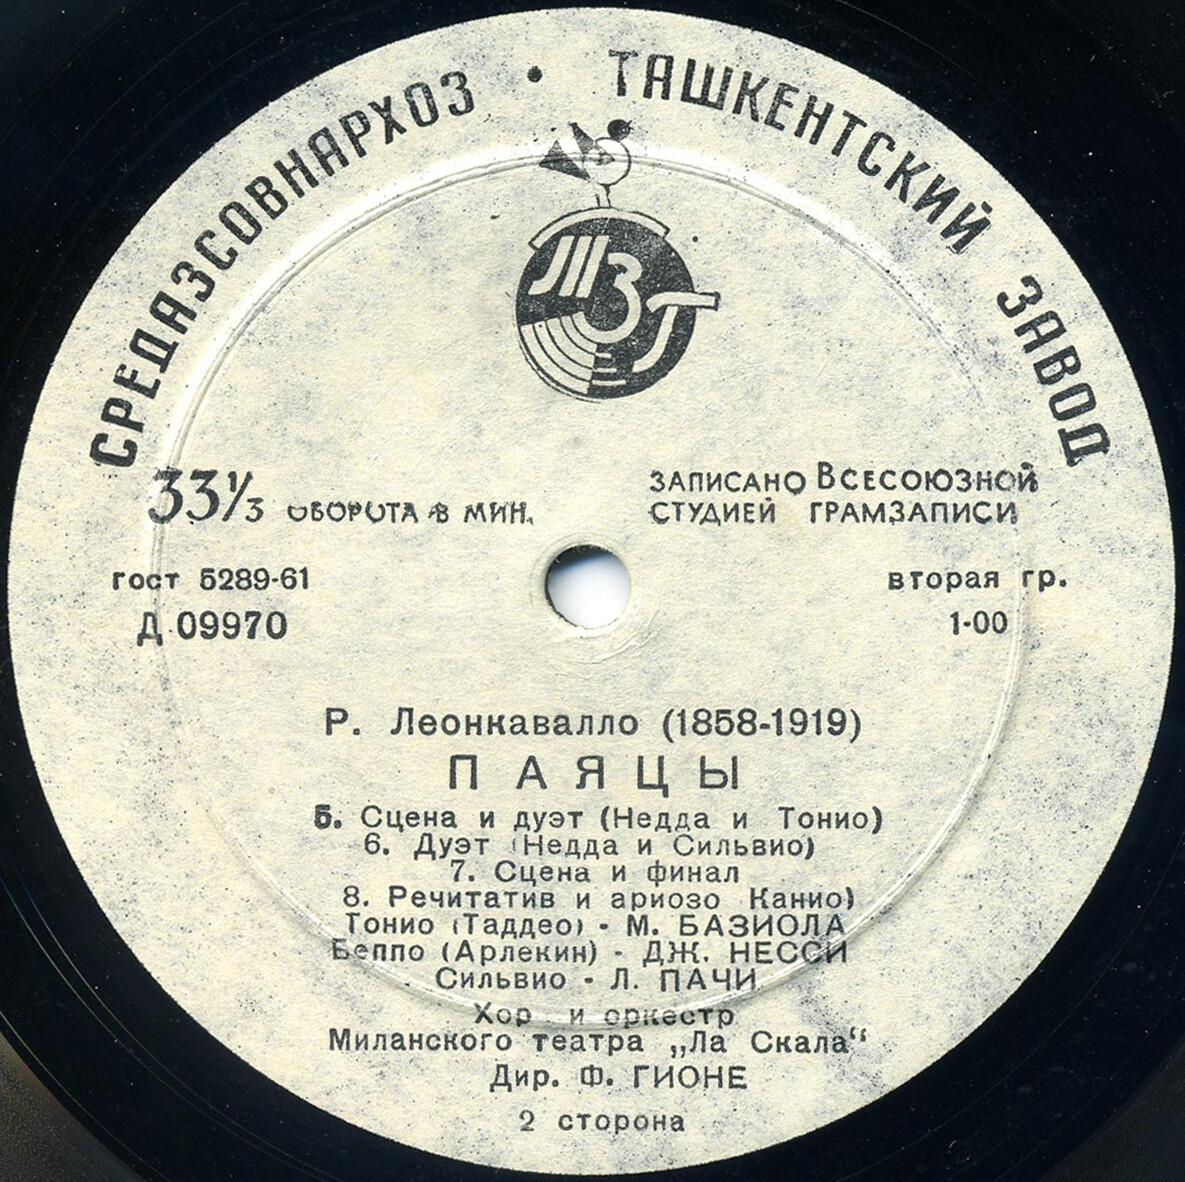 СРЕДАЗСОВНАРХОЗ • ТАШКЕНТСКИЙ ЗАВОД
ТЗГ
33⅓ ОБОРОТА В МИН.
ЗАПИСАНО ВСЕСОЮЗНОЙ
СТУДИЕЙ ГРАМЗАПИСИ
гост 5289-61
вторая гр.
Д 09970
1-00
Р. Леонкавалло (1858-1919)
ПАЯЦЫ
5. Сцена и дуэт (Недда и Тонио)
6. Дуэт (Недда и Сильвио)
7. Сцена и финал
8. Речитатив и ариозо Канио)
Тонио (Таддео) - М. БАЗИОЛА
Беппо (Арлекин) - ДЖ. НЕССИ
Сильвио - Л. ПАЧИ
Хор и оркестр
Миланского театра „Ла Скала“
Дир. Ф. ГИОНЕ
2 сторона